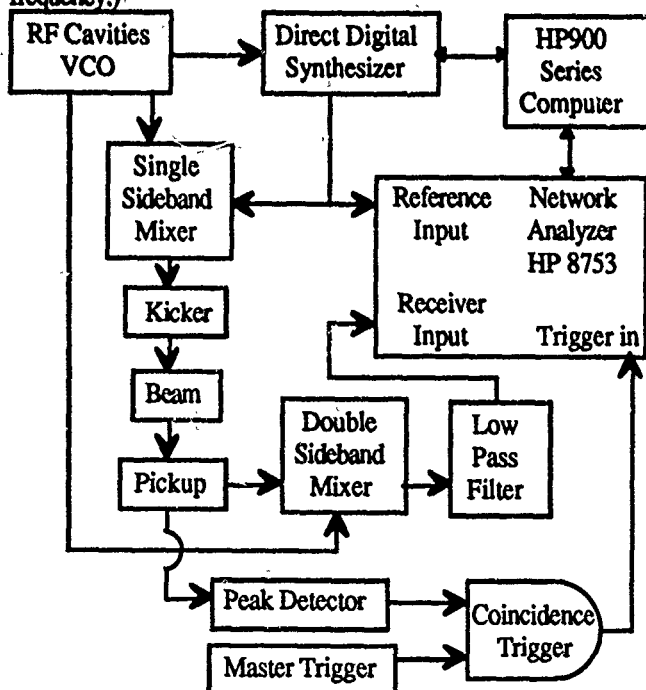 frequency.)
RF Cavities
VCO
Direct Digital
Synthesizer
HP900
Series
Computer
Single
Sideband
Mixer
Reference
Input
Network
Analyzer
HP 8753
Kicker
Receiver
Input
Trigger in
Beam
Double
Sideband
Mixer
Low
Pass
Filter
Pickup
Peak Detector
Coincidence
Trigger
Master Trigger